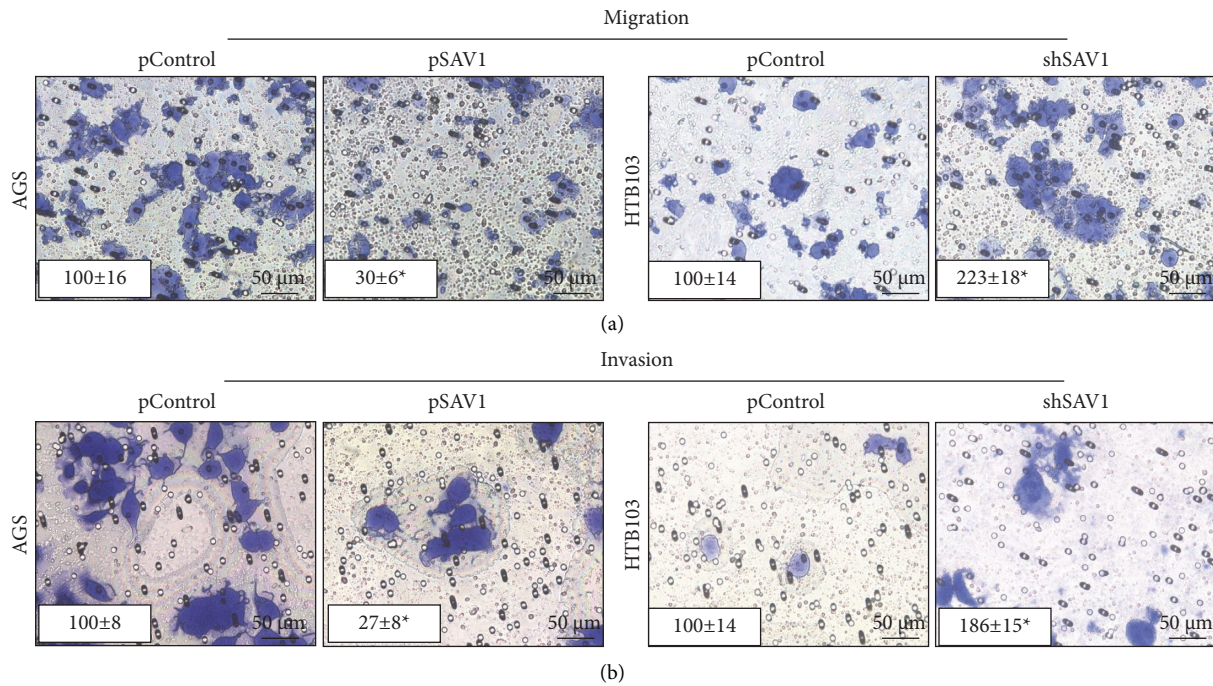 Migration
pControl pSAV1 pControl shSAV1
AGS HTB103
100±16 50 μm 30±6* 50 μm 100±14 50 μm 223±18* 50 μm
(a)
Invasion
pControl pSAV1 pControl shSAV1
AGS HTB103
100±8 50 μm 27±8* 50 μm 100±14 50 μm 186±15* 50 μm
(b)